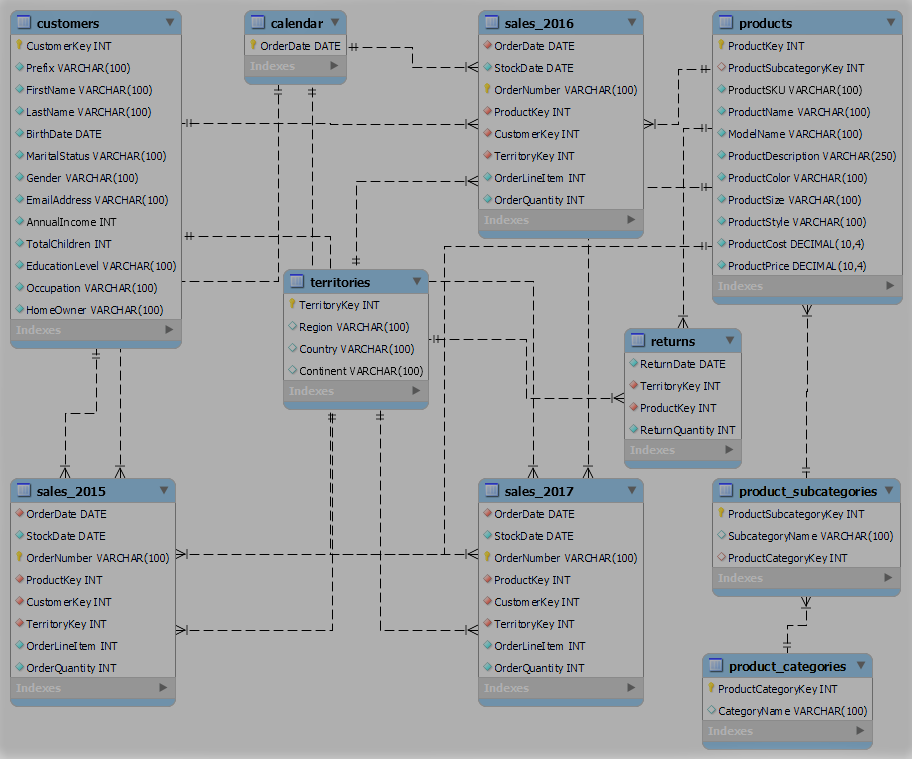 customers
CustomerKey INT
Prefix VARCHAR(100)
FirstName VARCHAR(100)
LastName VARCHAR(100)
BirthDate DATE
MaritalStatus VARCHAR(100)
Gender VARCHAR(100)
EmailAddress VARCHAR(100)
AnnualIncome INT
TotalChildren INT
EducationLevel VARCHAR(100)
Occupation VARCHAR(100)
HomeOwner VARCHAR(100)
Indexes
calendar
OrderDate DATE
Indexes
sales_2016
OrderDate DATE
StockDate DATE
OrderNumber VARCHAR(100)
ProductKey INT
CustomerKey INT
TerritoryKey INT
OrderLineItem INT
OrderQuantity INT
Indexes
products
ProductKey INT
ProductSubcategoryKey INT
ProductSKU VARCHAR(100)
ProductName VARCHAR(100)
ModelName VARCHAR(100)
ProductDescription VARCHAR(250)
ProductColor VARCHAR(100)
ProductSize VARCHAR(100)
ProductStyle VARCHAR(100)
ProductCost DECIMAL(10,4)
ProductPrice DECIMAL(10,4)
Indexes
territories
TerritoryKey INT
Region VARCHAR(100)
Country VARCHAR(100)
Continent VARCHAR(100)
Indexes
returns
ReturnDate DATE
TerritoryKey INT
ProductKey INT
ReturnQuantity INT
Indexes
sales_2015
OrderDate DATE
StockDate DATE
OrderNumber VARCHAR(100)
ProductKey INT
CustomerKey INT
TerritoryKey INT
OrderLineItem INT
OrderQuantity INT
Indexes
sales_2017
OrderDate DATE
StockDate DATE
OrderNumber VARCHAR(100)
ProductKey INT
CustomerKey INT
TerritoryKey INT
OrderLineItem INT
OrderQuantity INT
Indexes
product_subcategories
ProductSubcategoryKey INT
SubcategoryName VARCHAR(100)
ProductCategoryKey INT
Indexes
product_categories
ProductCategoryKey INT
CategoryName VARCHAR(100)
Indexes